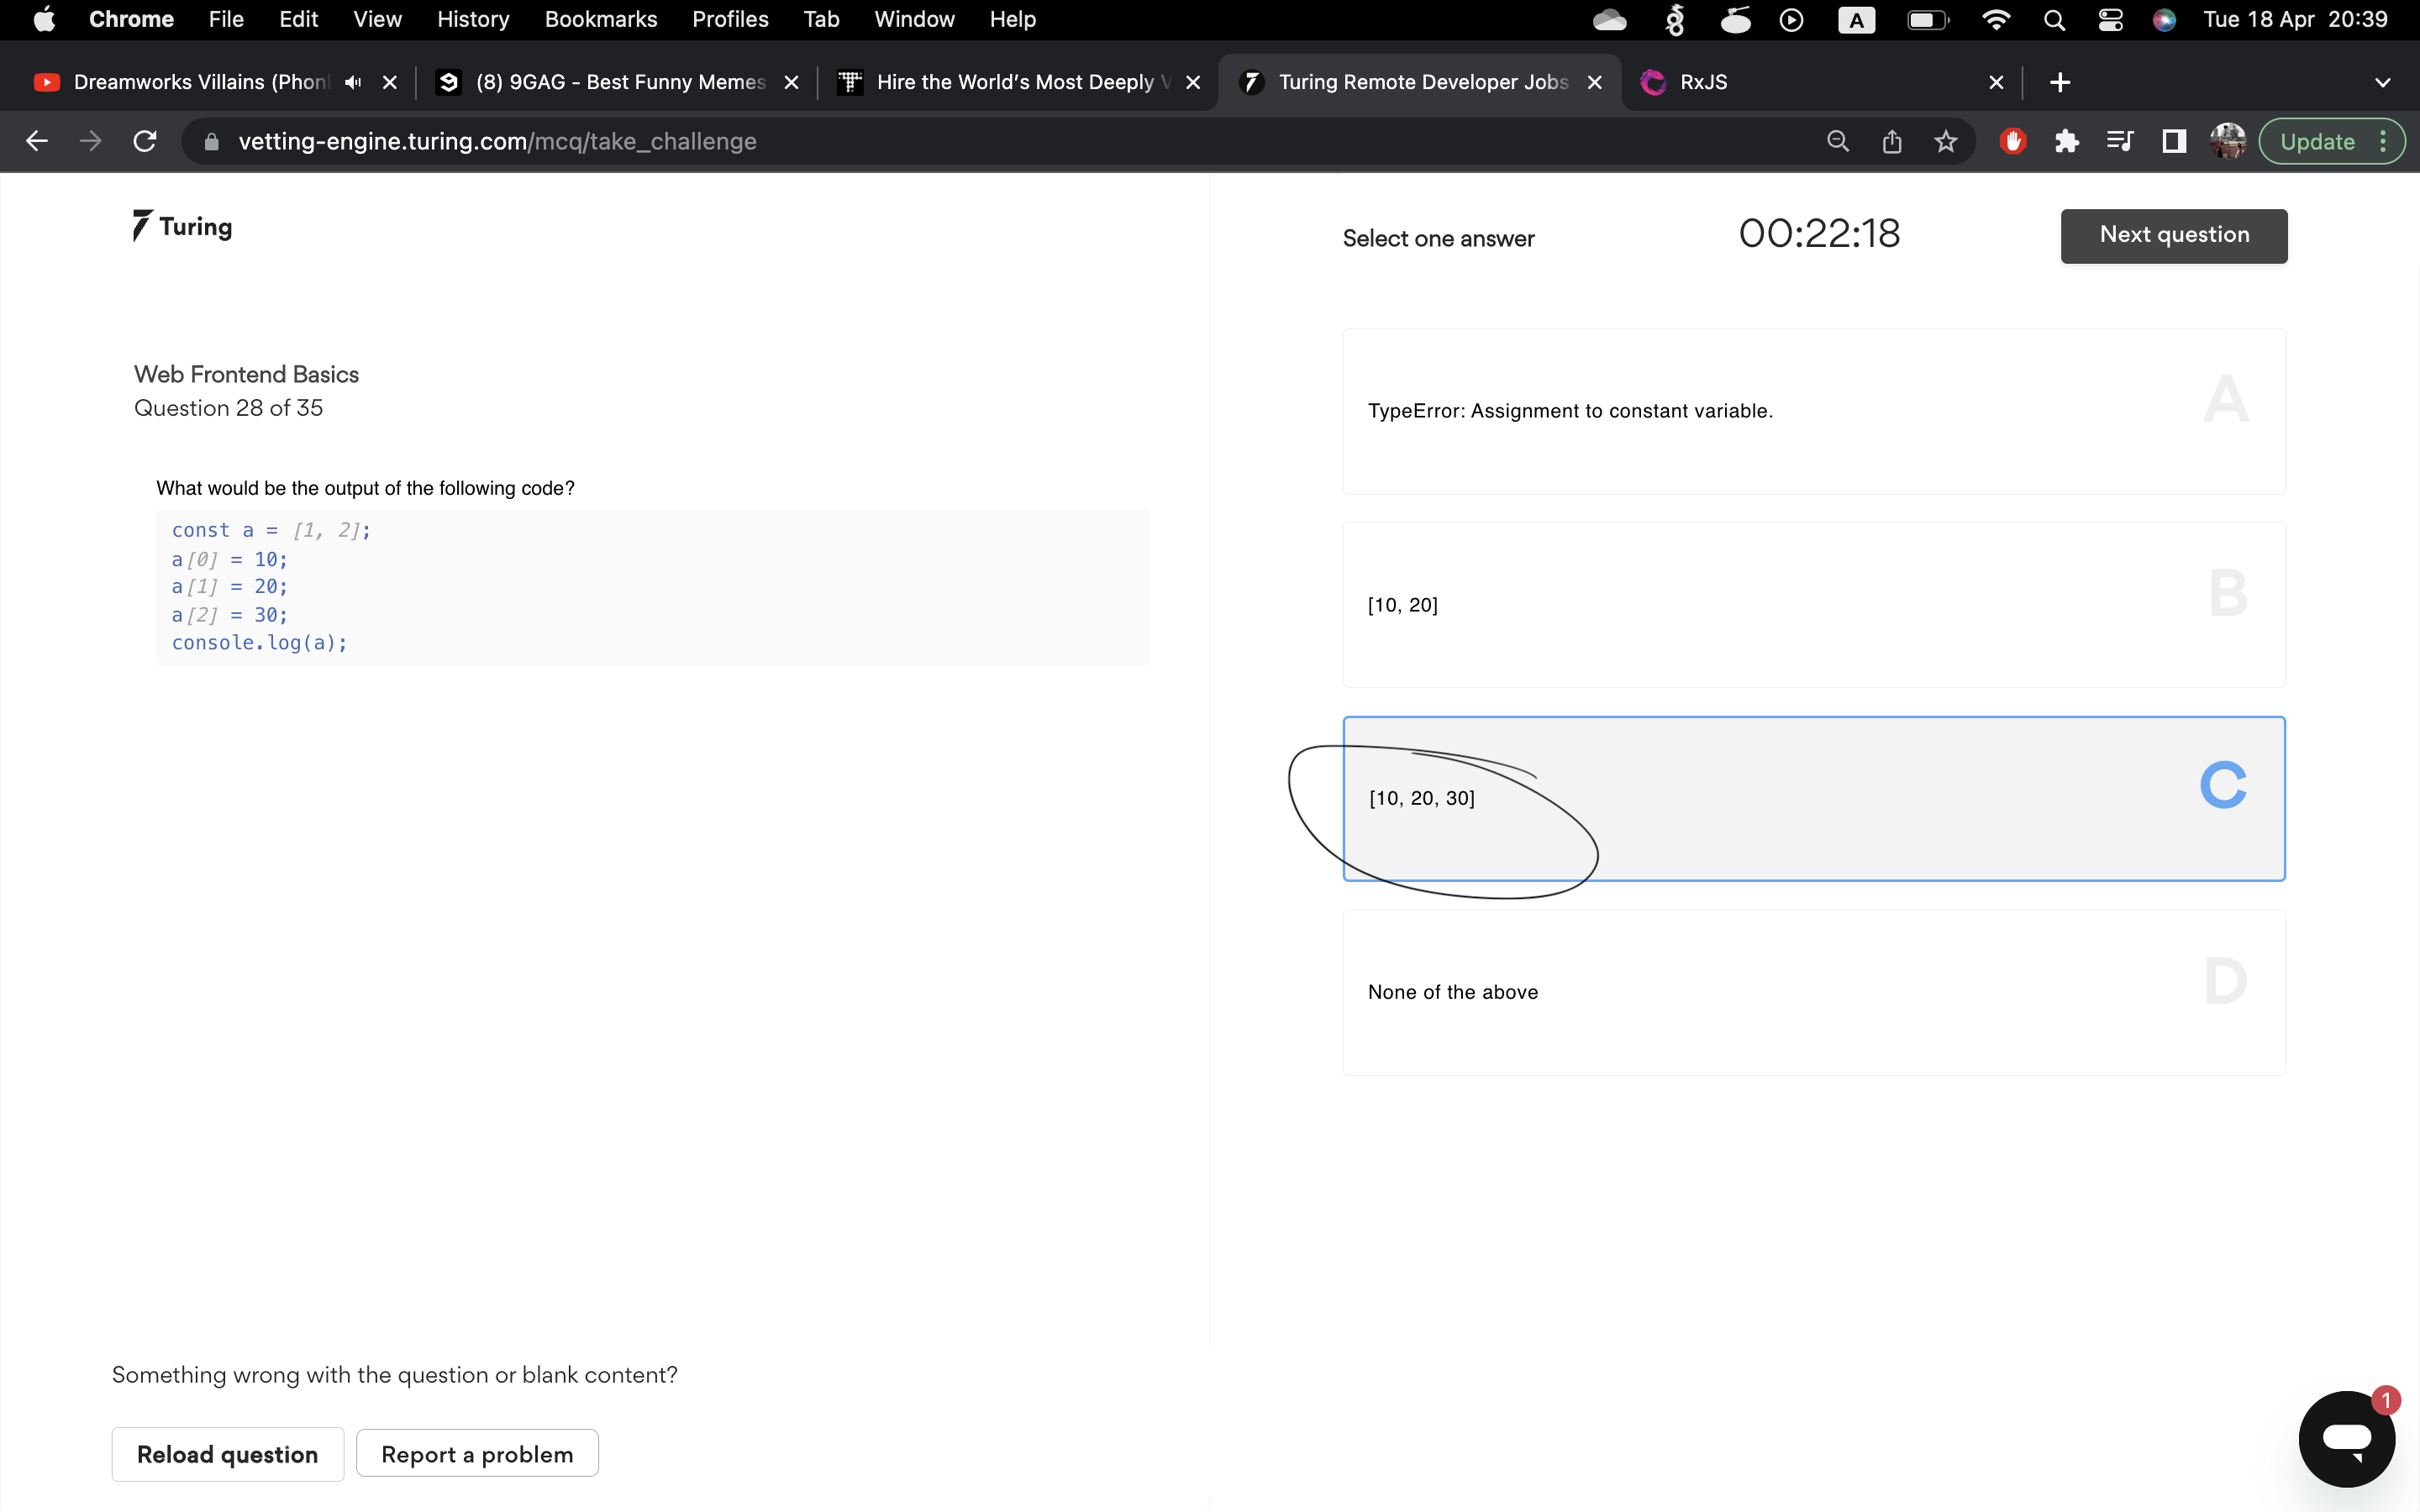 Chrome File Edit View History Bookmarks Profiles Tab Window Help A Tue 18 Apr 20:39
Dreamworks Villains (Phon (8) 9GAG - Best Funny Memes Hire the World's Most Deeply V Turing Remote Developer Jobs RxJS
vetting-engine.turing.com/mcq/take_challenge Update
Turing
Select one answer 00:22:18 Next question
Web Frontend Basics
Question 28 of 35
What would be the output of the following code?
const a = [1, 2];
a[0] = 10;
a[1] = 20;
a[2] = 30;
console.log(a);
TypeError: Assignment to constant variable. A
[10, 20] B
[10, 20, 30] C
None of the above D
Something wrong with the question or blank content?
Reload question Report a problem
1